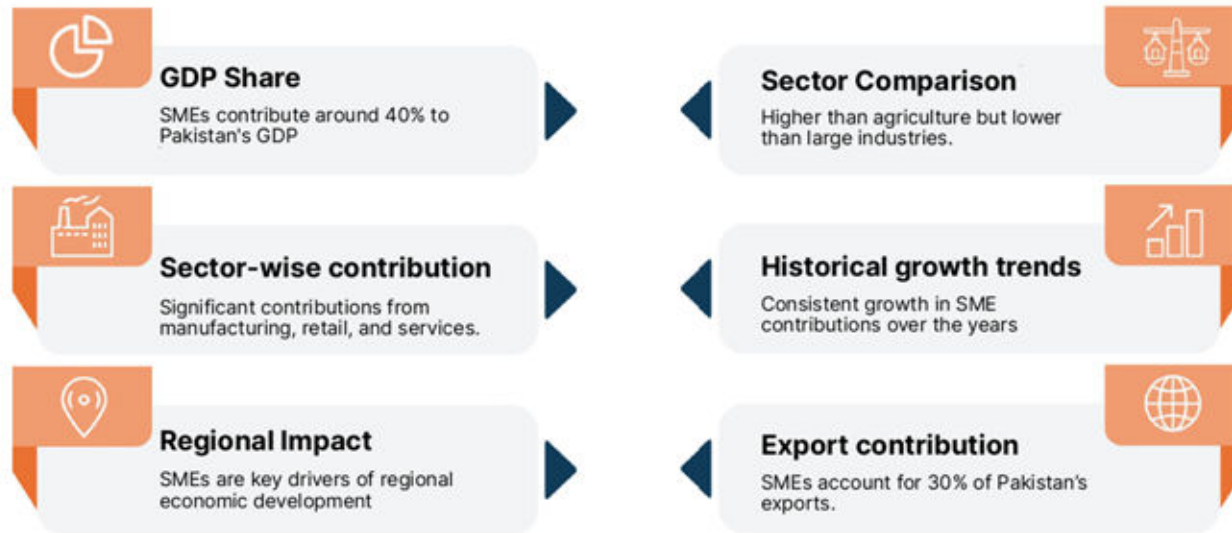 GDP Share
SMEs contribute around 40% to
Pakistan's GDP
Sector Comparison
Higher than agriculture but lower
than large industries.
Sector-wise contribution
Significant contributions from
manufacturing, retail, and services.
Historical growth trends
Consistent growth in SME
contributions over the years
Regional Impact
SMEs are key drivers of regional
economic development
Export contribution
SMEs account for 30% of Pakistan's
exports.